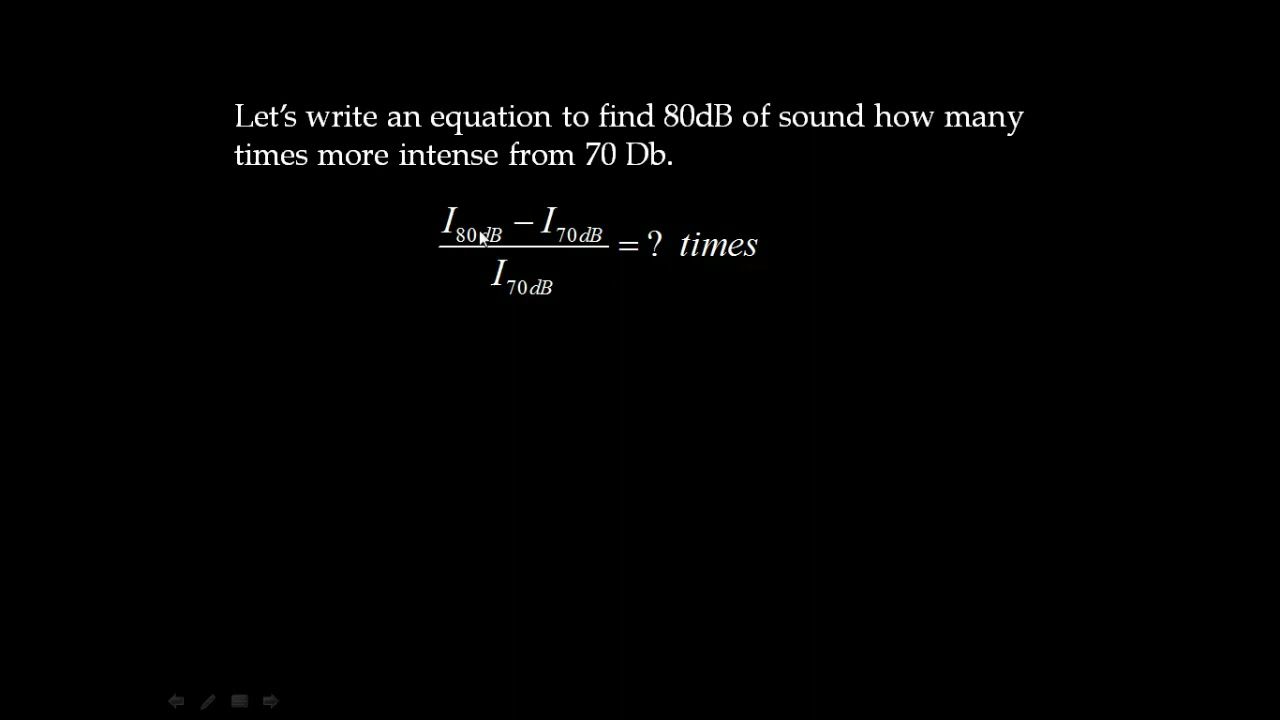 Let's write an equation to find 80dB of sound how many
times more intense from 70 Db.
I80dB − I70dB
I70dB
= ? times